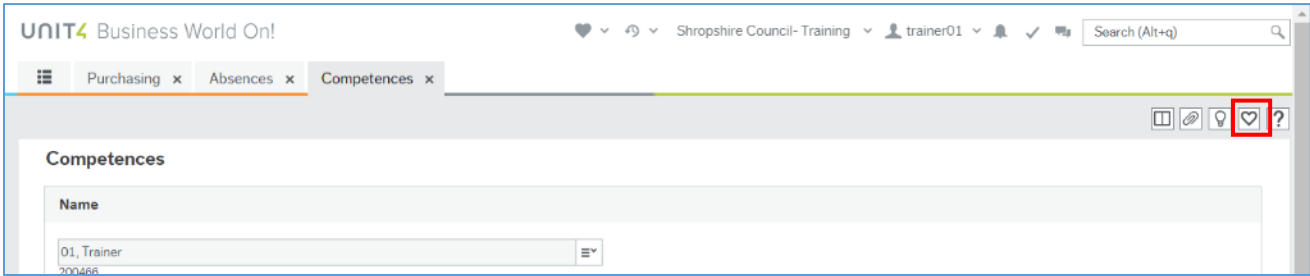 UNIT4 Business World On!
Shropshire Council- Training
trainer01
Search (Alt+q)
Purchasing x
Absences x
Competences x
?
Competences
Name
01, Trainer
200466